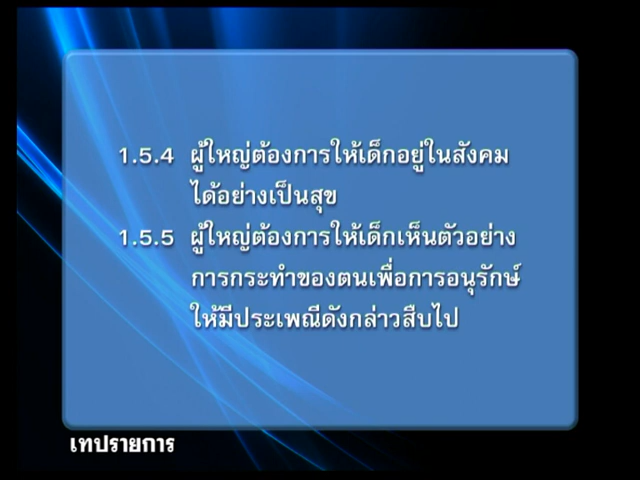 1.5.4 ผู้ใหญ่ต้องการให้เด็กอยู่ในสังคม
ได้อย่างเป็นสุข
1.5.5 ผู้ใหญ่ต้องการให้เด็กเห็นตัวอย่าง
การกระทำของตนเพื่อการอนุรักษ์
ให้มีประเพณีดังกล่าวสืบไป
เทปรายการ